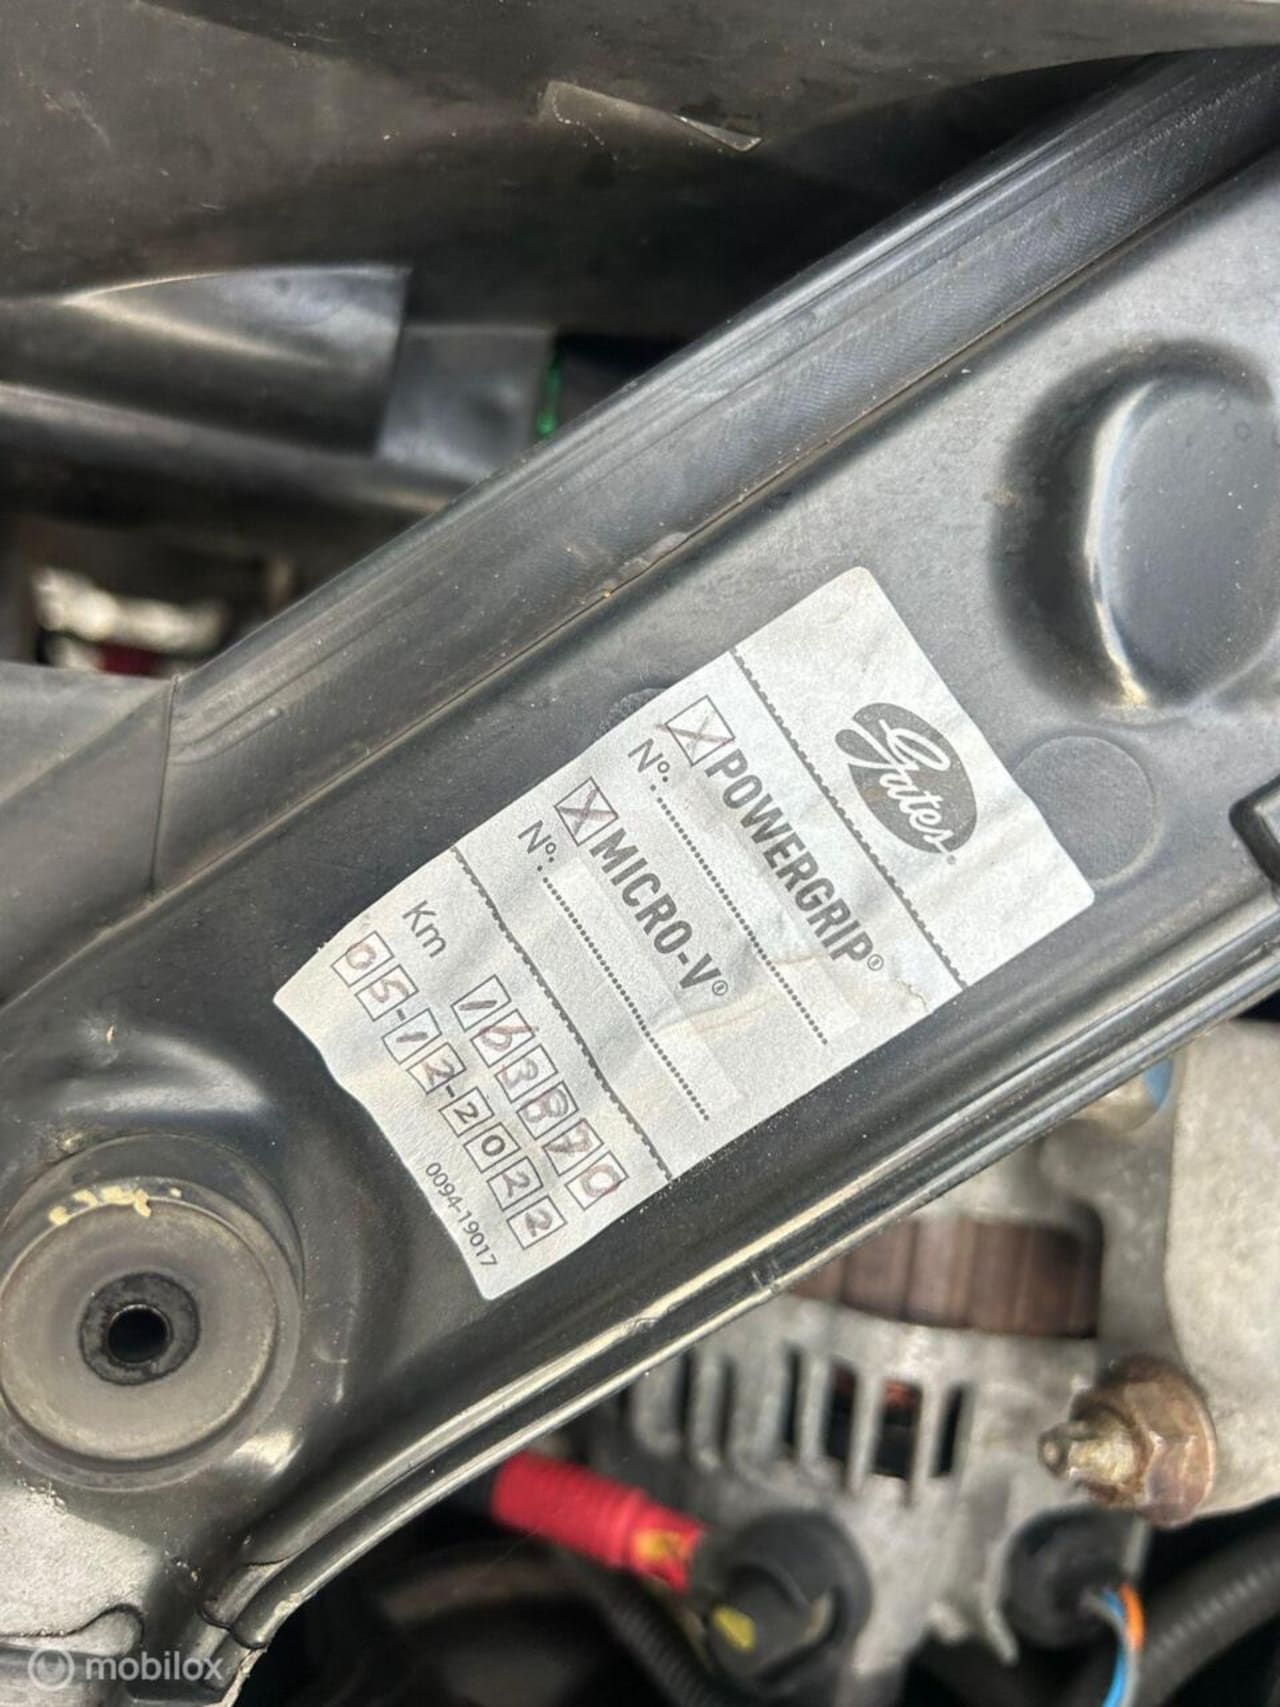 Gates®
POWERGRIP®
Nº:
MICRO-V®
Nº:
Km 163870
05-12-2022
0094-19017
mobilox